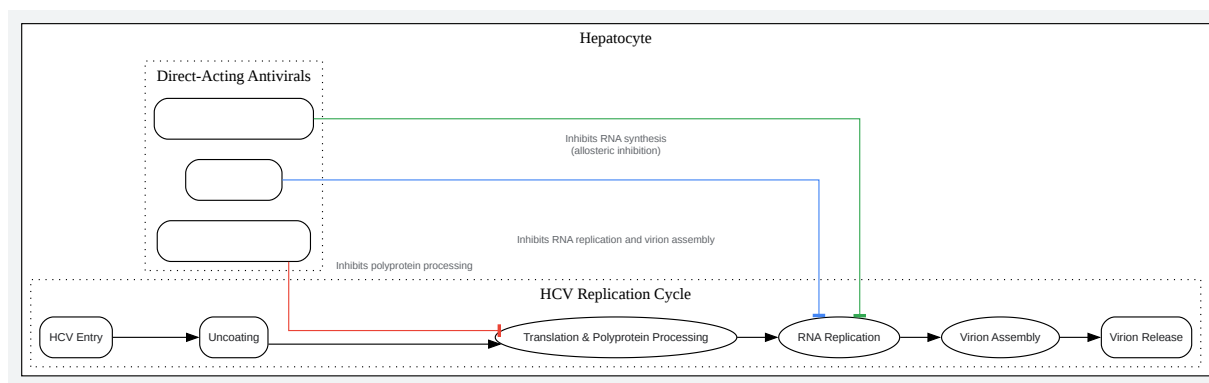 Hepatocyte
Direct-Acting Antivirals
Inhibits RNA synthesis
(allosteric inhibition)
Inhibits RNA replication and virion assembly
Inhibits polyprotein processing
HCV Replication Cycle
HCV Entry
Uncoating
Translation & Polyprotein Processing
RNA Replication
Virion Assembly
Virion Release